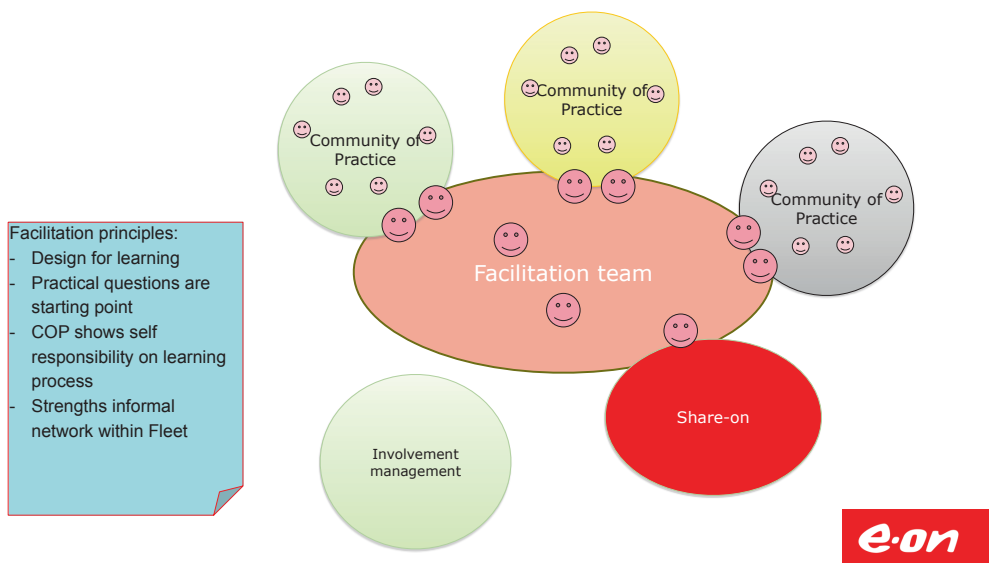 Community of
Practice
Community of
Practice
Community of
Practice
Facilitation team
Facilitation principles:
- Design for learning
- Practical questions are
starting point
- COP shows self
responsibility on learning
process
- Strengths informal
network within Fleet
Share-on
Involvement
management
e·on